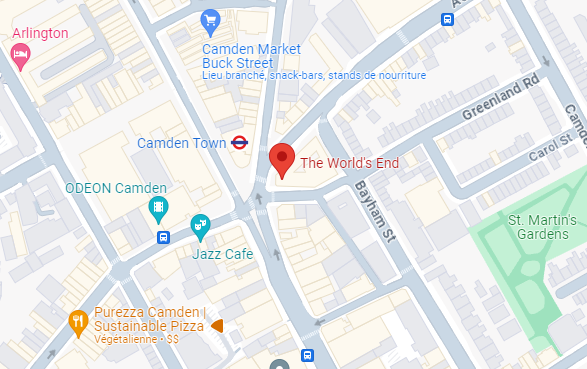 Arlington
Camden Market
Buck Street
Lieu branché, snack-bars, stands de nourriture
Greenland Rd
Camden Town
Carol St
The World's End
ODEON Camden
Bayham St
St. Martin's
Gardens
Jazz Cafe
Purezza Camden |
Sustainable Pizza
Végétalienne • $$